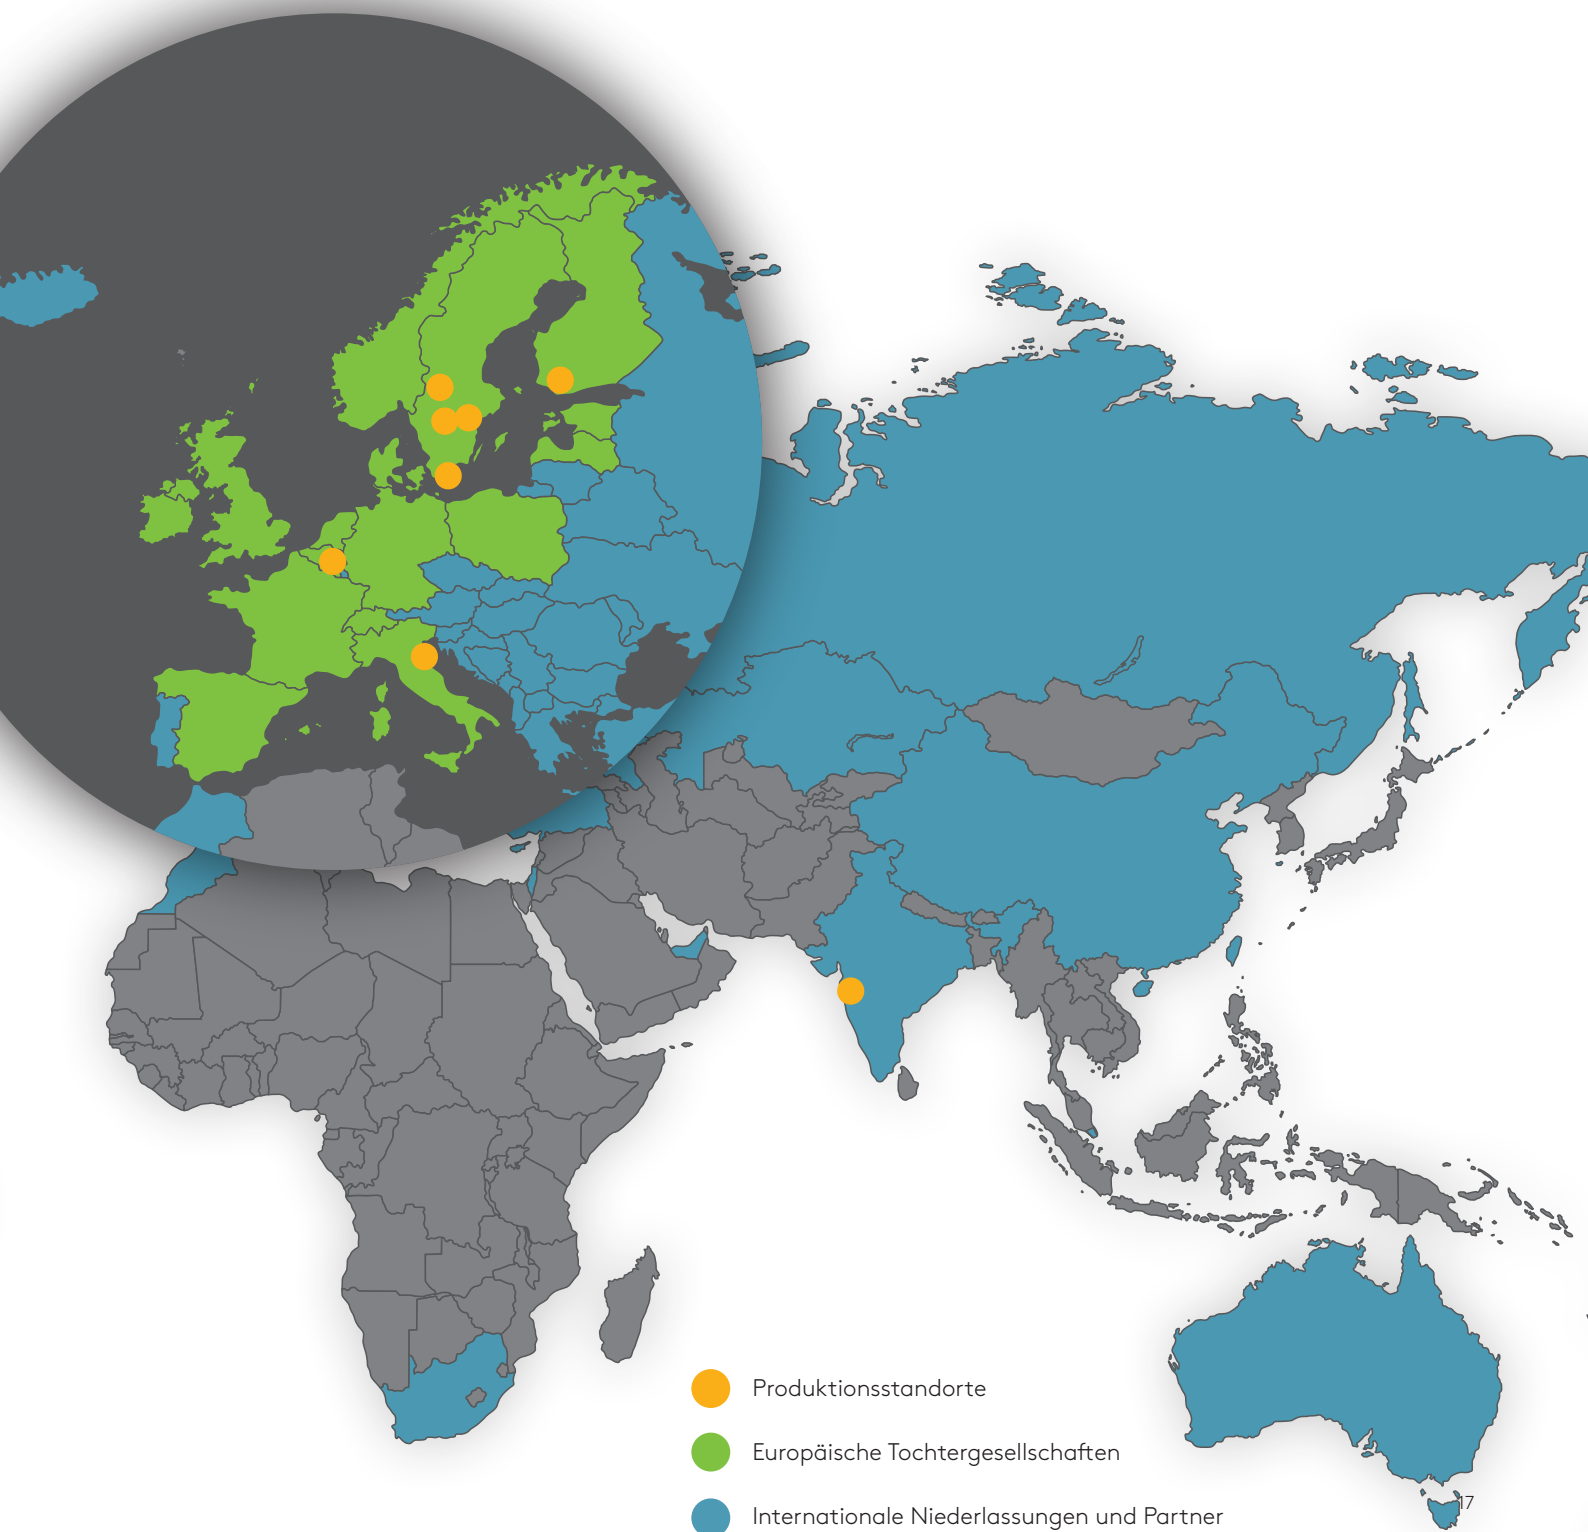 Produktionsstandorte
Europäische Tochtergesellschaften
Internationale Niederlassungen und Partner
17